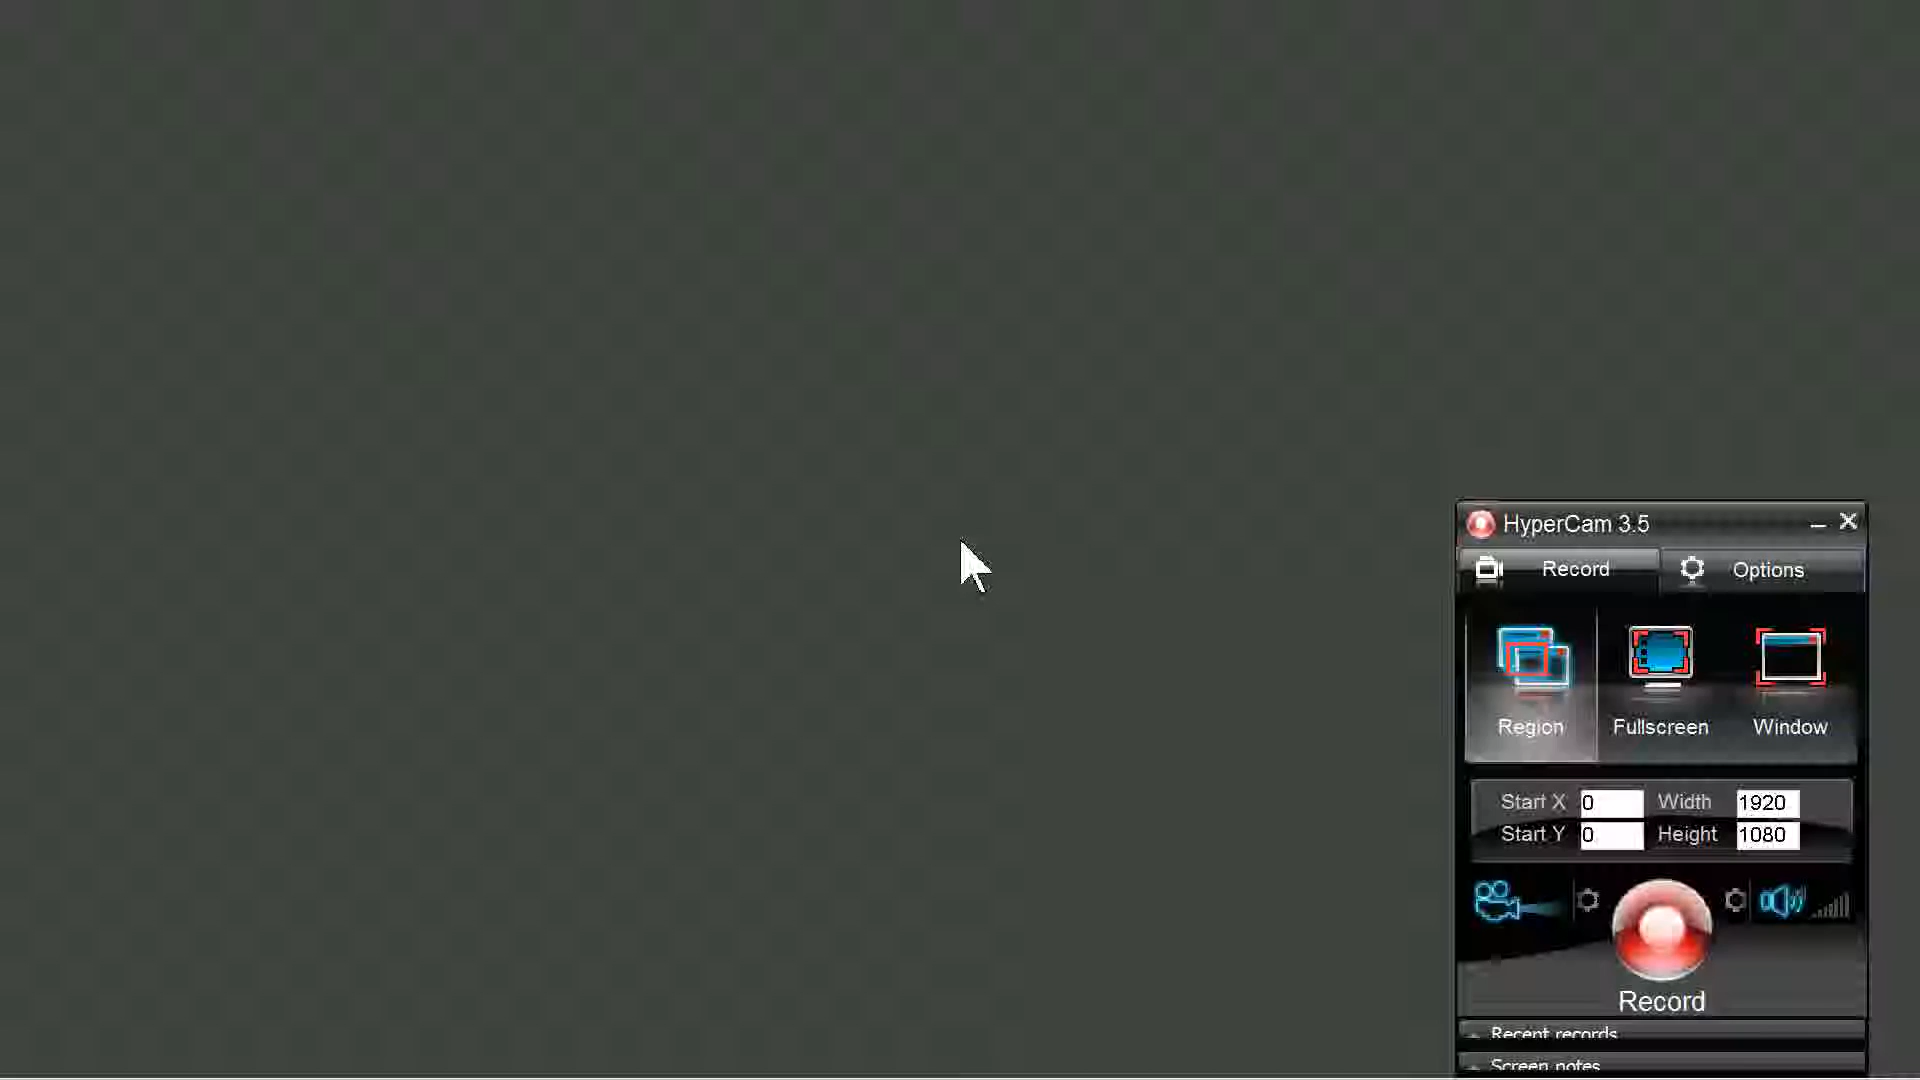 HyperCam 3.5
Record
Options
Region
Fullscreen
Window
Start X 0 Width 1920
Start Y 0 Height 1080
Record
Recent records
Screen notes